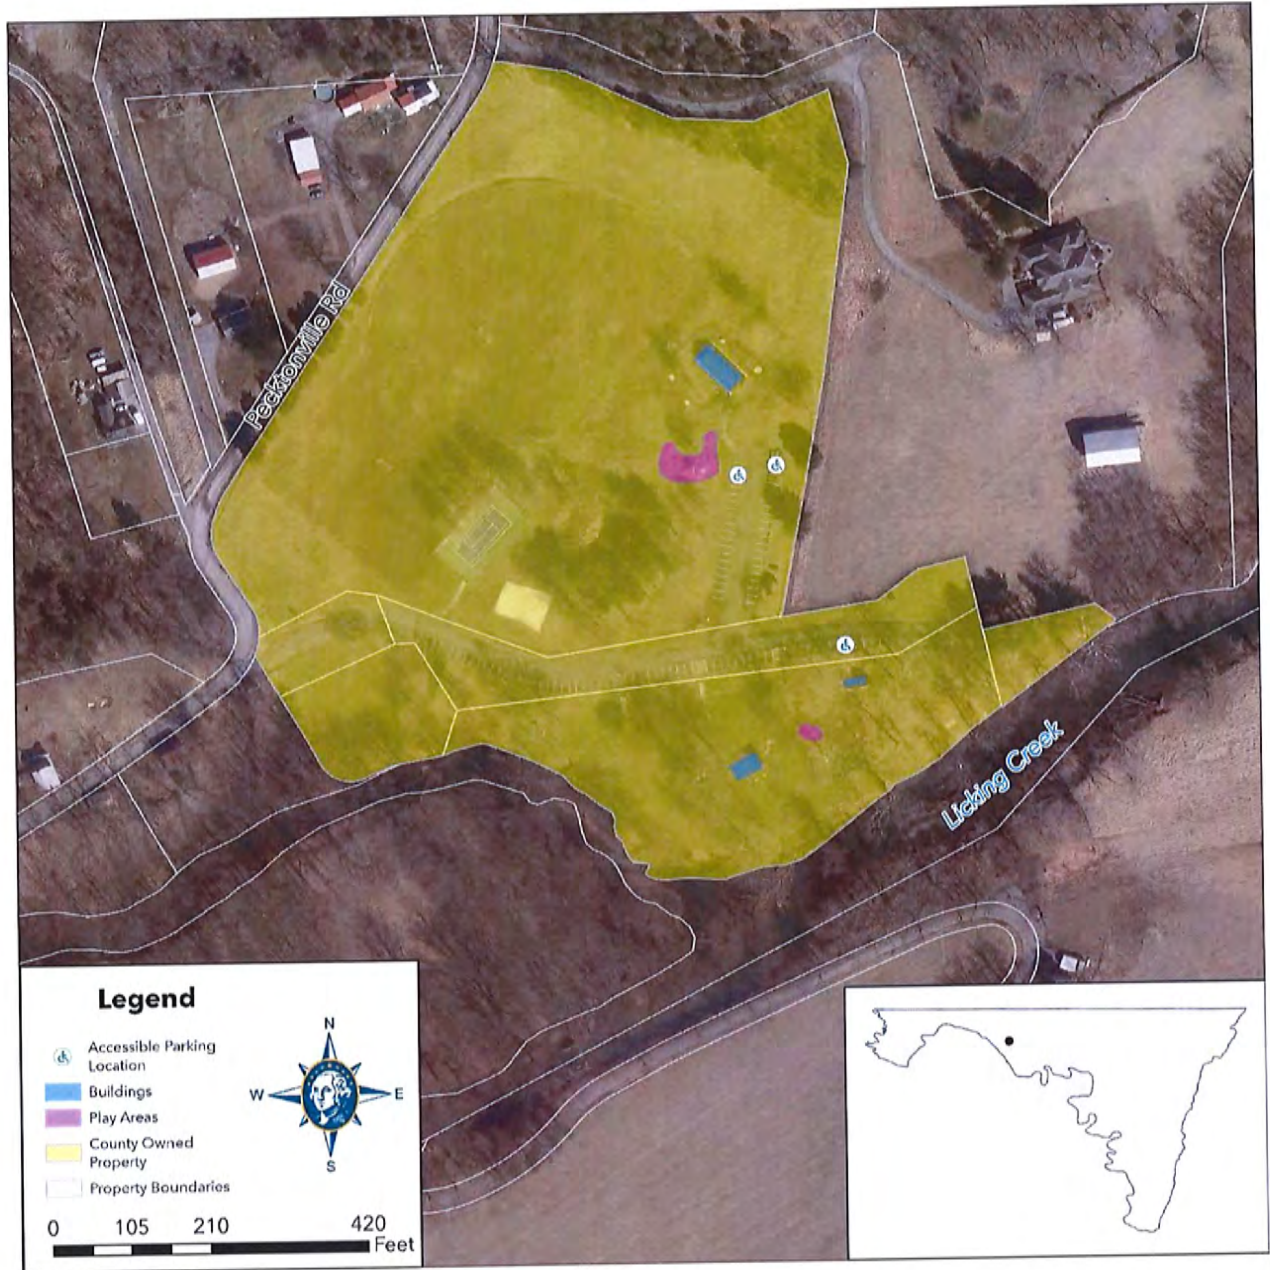 Pecktonville Rd
Licking Creek
Legend
Accessible Parking
Location
Buildings
Play Areas
County Owned
Property
Property Boundaries
N
W E
S
0 105 210 420
Feet